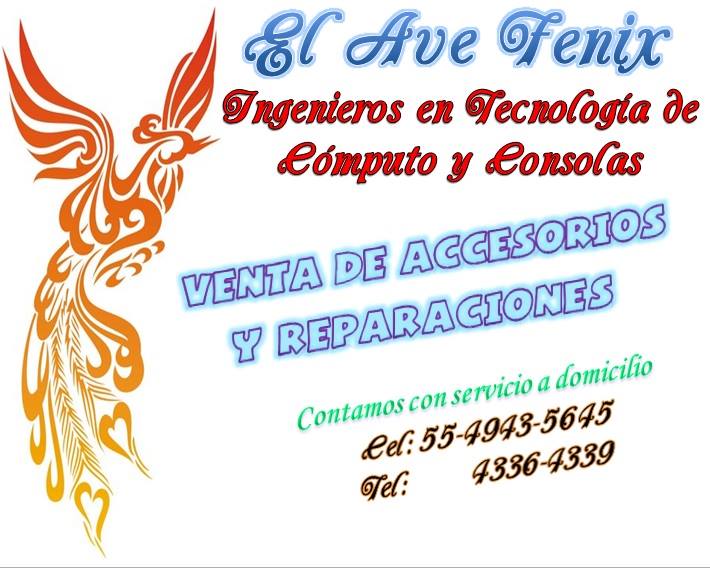 El Ave Fenix
Ingenieros en Tecnología de
Cómputo y Consolas
VENTA DE ACCESORIOS
Y REPARACIONES
Contamos con servicio a domicilio
Cel: 55-4943-5645
Tel: 4336-4339